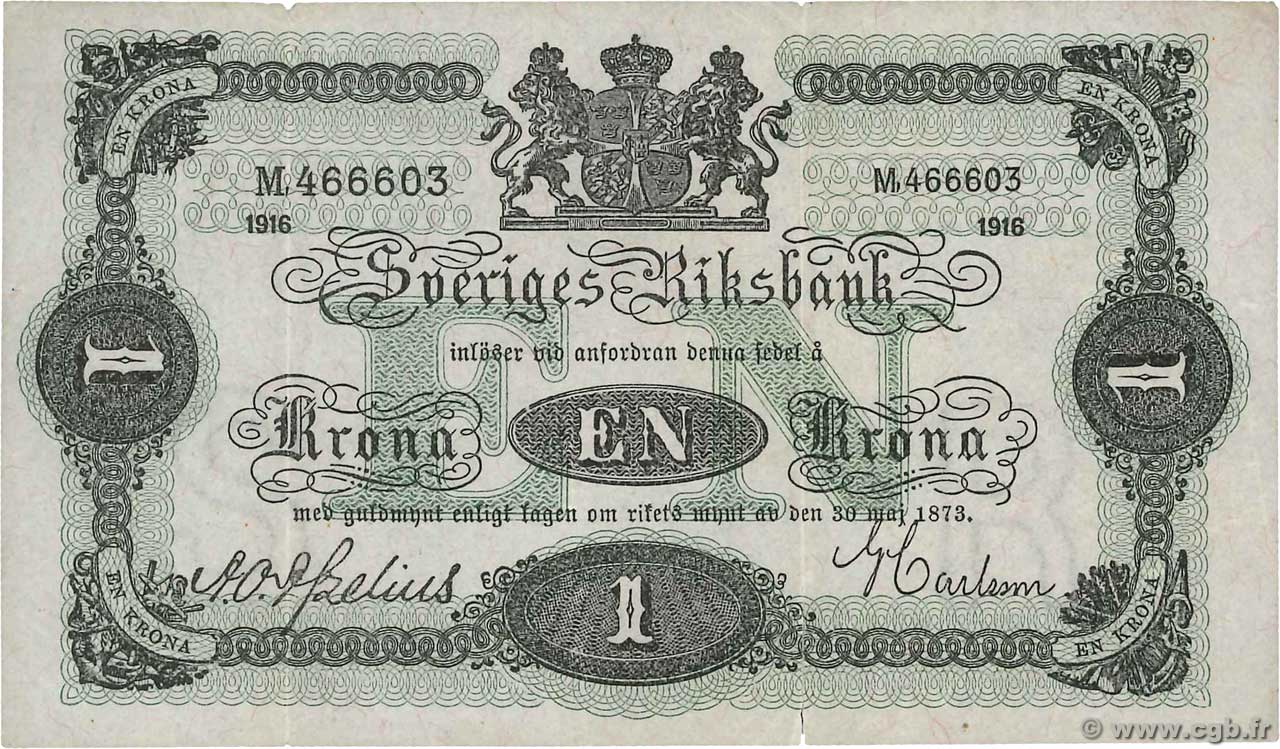 EN KRONA EN KRONA
M,466603 M,466603
1916 1916
Sveriges Riksbank
inlöser vid anfordran denna sedel å
Krona EN Krona
1 1
EN
med guldmynt enligt lagen om rikets mynt av den 30 maj 1873.
1
EN KRONA EN KRONA
© www.cgb.fr